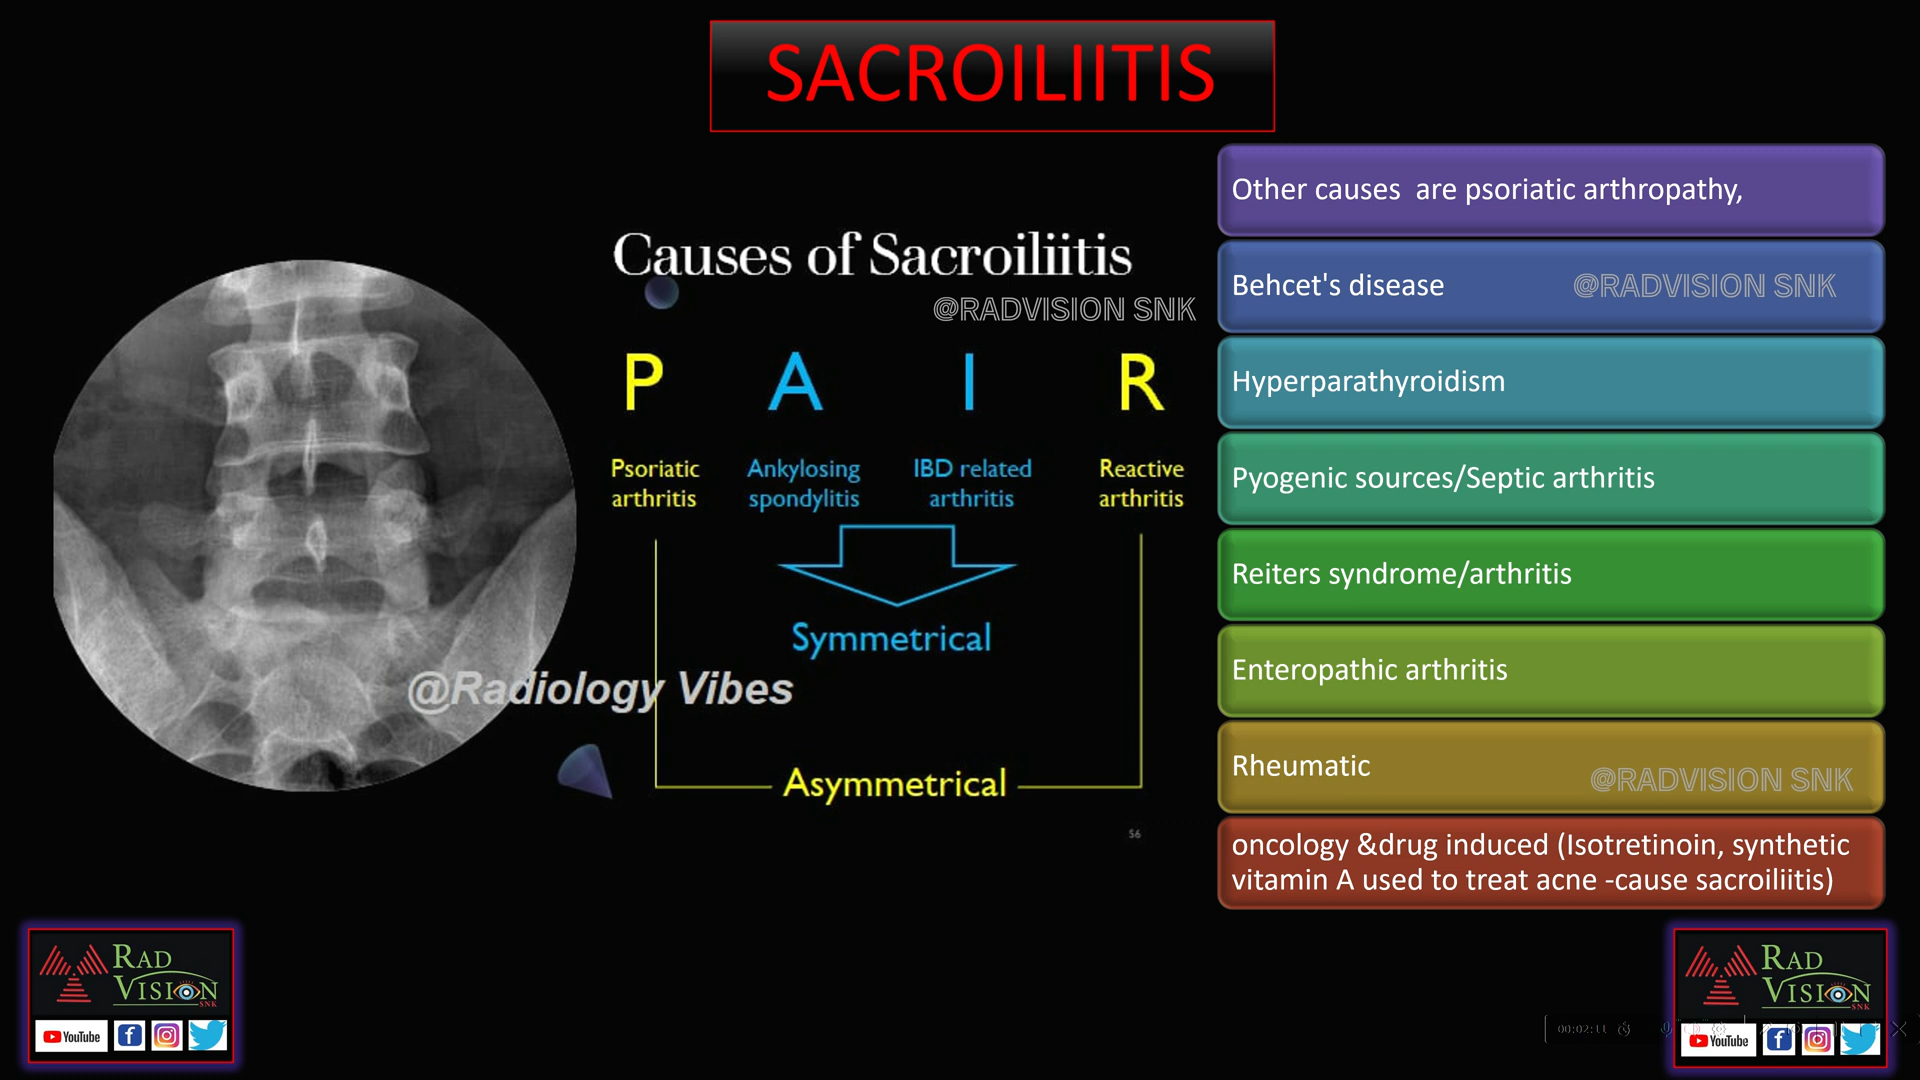 SACROILIITIS
Causes of Sacroiliitis
@RADVISION SNK
P A I R
Psoriatic arthritis
Ankylosing spondylitis
IBD related arthritis
Reactive arthritis
Symmetrical
@Radiology Vibes
Asymmetrical
56
Other causes  are psoriatic arthropathy,
Behcet's disease
@RADVISION SNK
Hyperparathyroidism
Pyogenic sources/Septic arthritis
Reiters syndrome/arthritis
Enteropathic arthritis
Rheumatic
@RADVISION SNK
oncology &drug induced (Isotretinoin, synthetic
vitamin A used to treat acne -cause sacroiliitis)
RAD
VISION
SNK
YouTube
00:02:11
RAD
VISION
SNK
YouTube